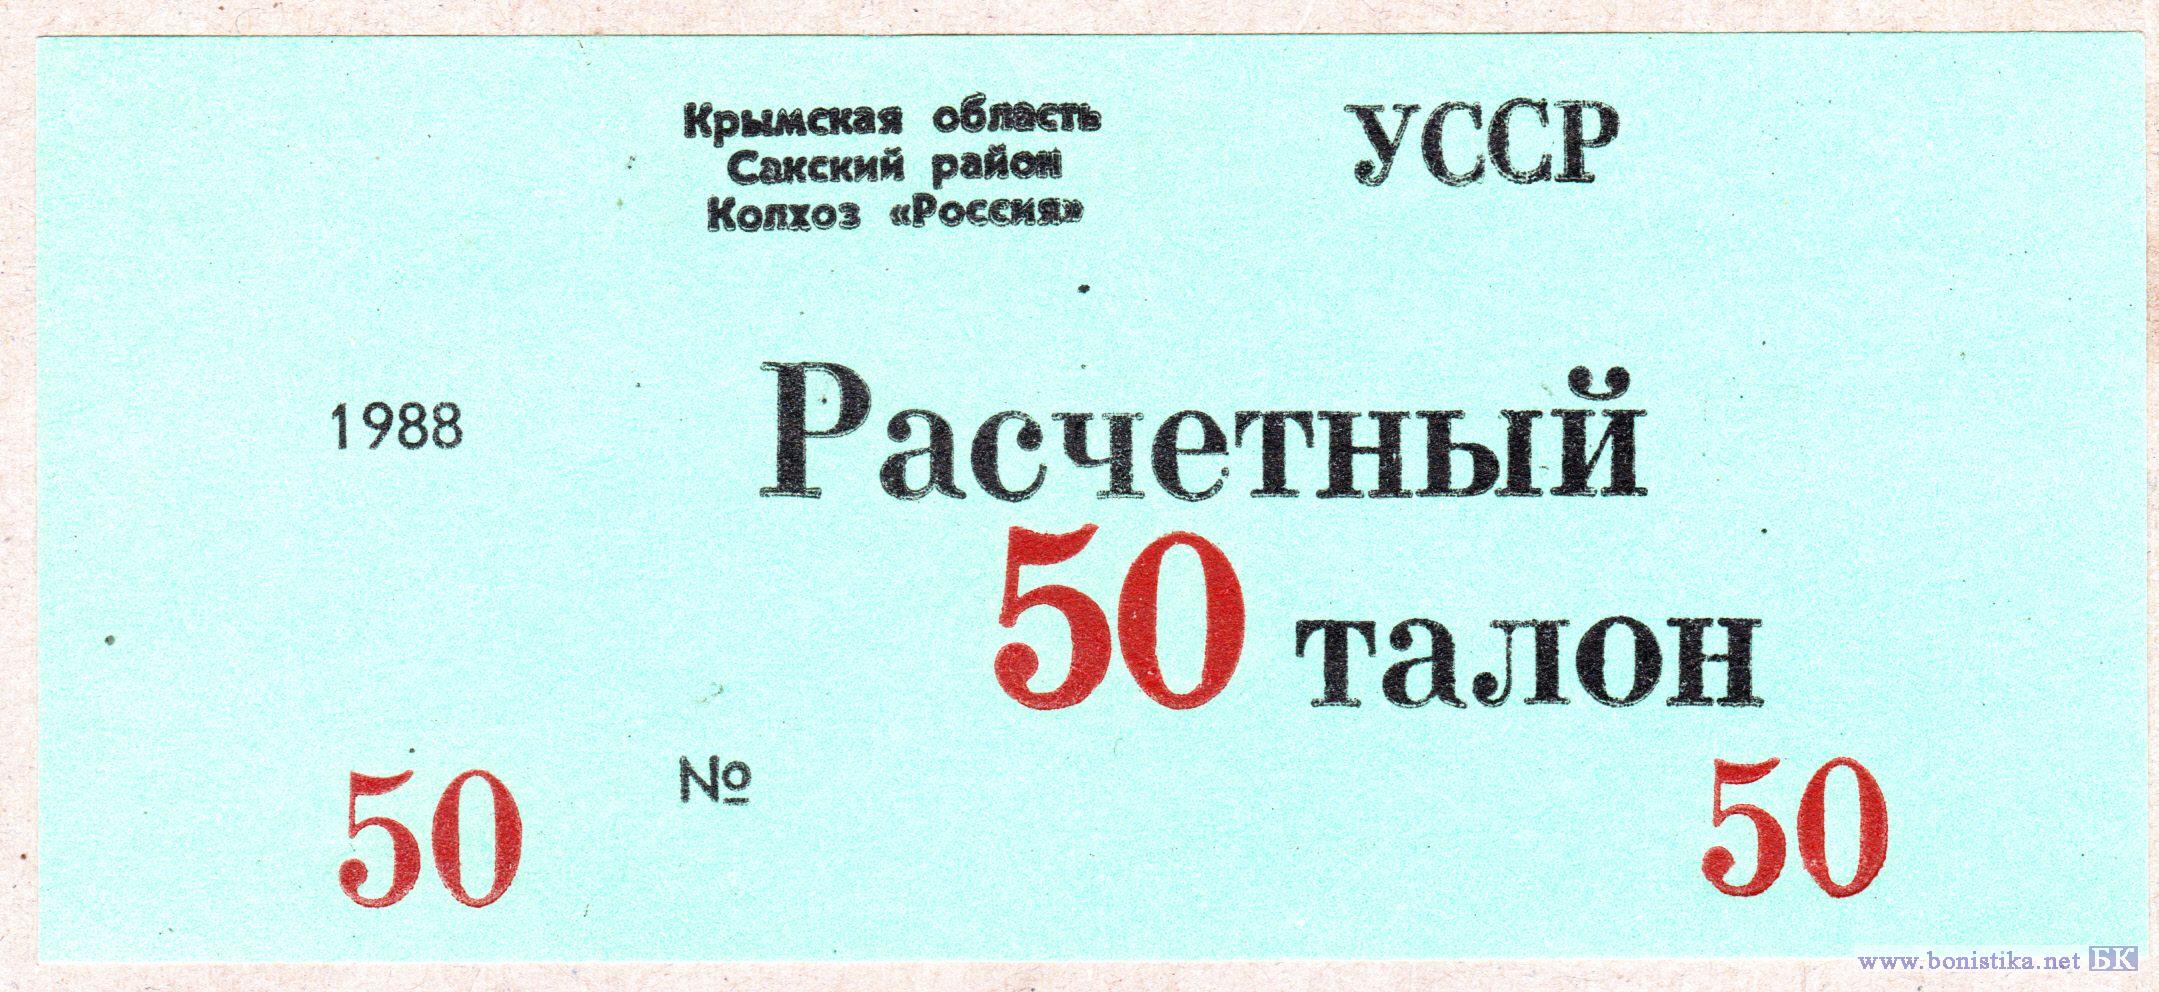 Крымская область
Сакский район
Колхоз «Россия»
УССР
1988
Расчетный
50 талон
50
№
50
www.bonistika.net БК